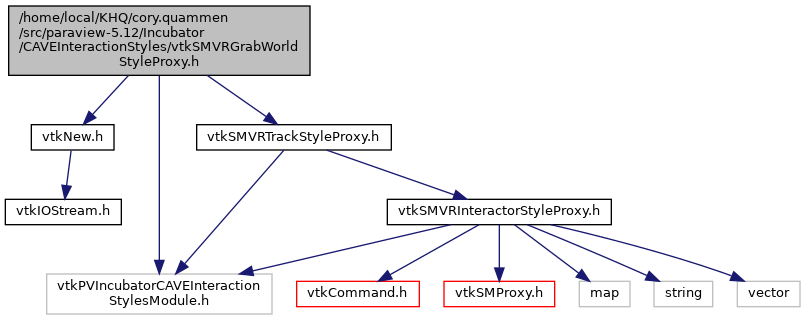 /home/local/KHQ/cory.quammen
/src/paraview-5.12/Incubator
/CAVEInteractionStyles/vtkSMVRGrabWorld
StyleProxy.h
vtkNew.h
vtkSMVRTrackStyleProxy.h
vtkIOStream.h
vtkSMVRInteractorStyleProxy.h
vtkPVIncubatorCAVEInteraction
StylesModule.h
vtkCommand.h
vtkSMProxy.h
map
string
vector